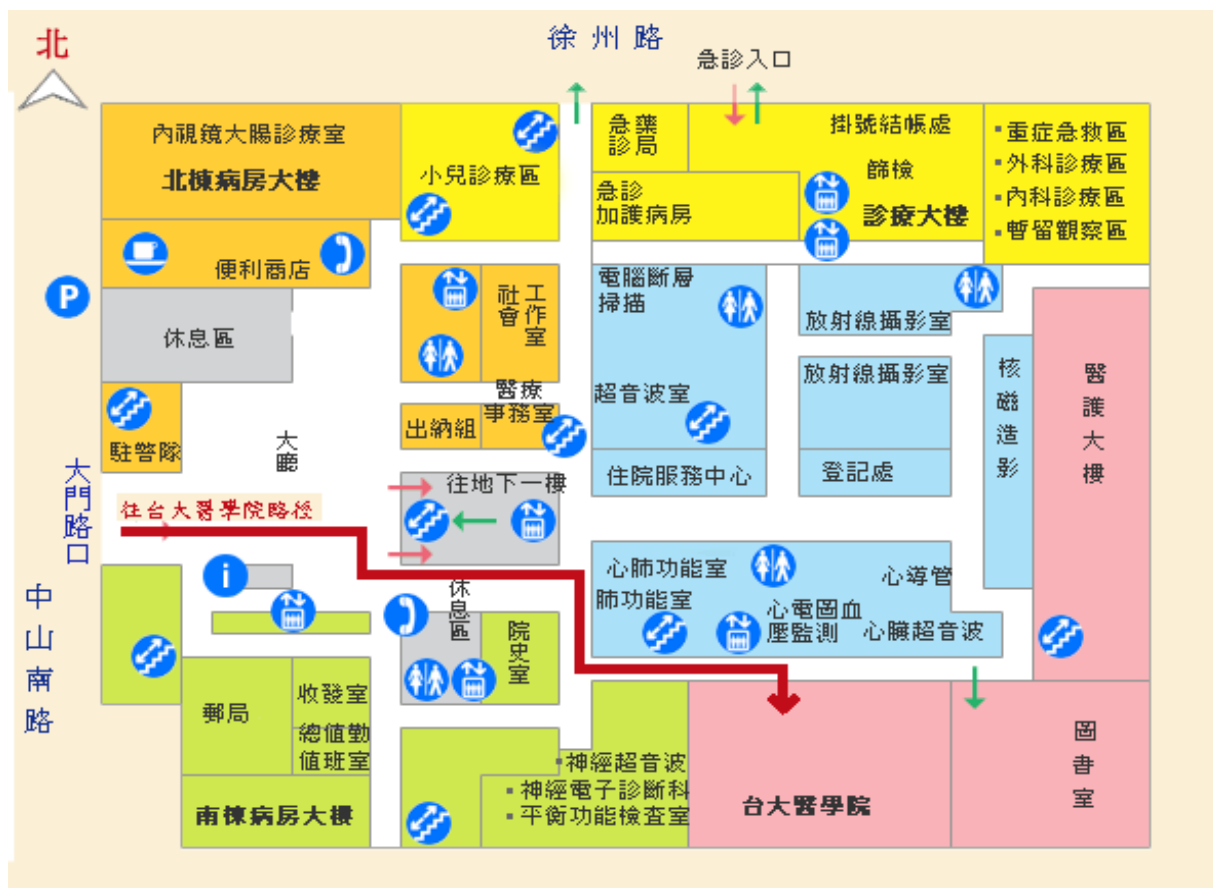 北
徐州路
急診入口
內視鏡大腸診療室
北棟病房大樓
小兒診療區
急診
藥局
急診
加護病房
掛號結帳處
篩檢
診療大樓
▪重症急救區
▪外科診療區
▪內科診療區
▪暫留觀察區
便利商店
P
休息區
社會
工作室
電腦斷層
掃描
放射線攝影室
超音波室
放射線攝影室
核磁造影
醫護大樓
駐警隊
大廳
出納組
醫療
事務室
住院服務中心
登記處
大門路口
往台大醫學院路徑
往地下一樓
中山南路
i
休息區
院史室
心肺功能室
肺功能室
心電圖血
壓監測
心導管
心臟超音波
郵局
收發室
總值勤
值班室
南棟病房大樓
▪神經超音波
▪神經電子診斷科
▪平衡功能檢查室
台大醫學院
圖書室